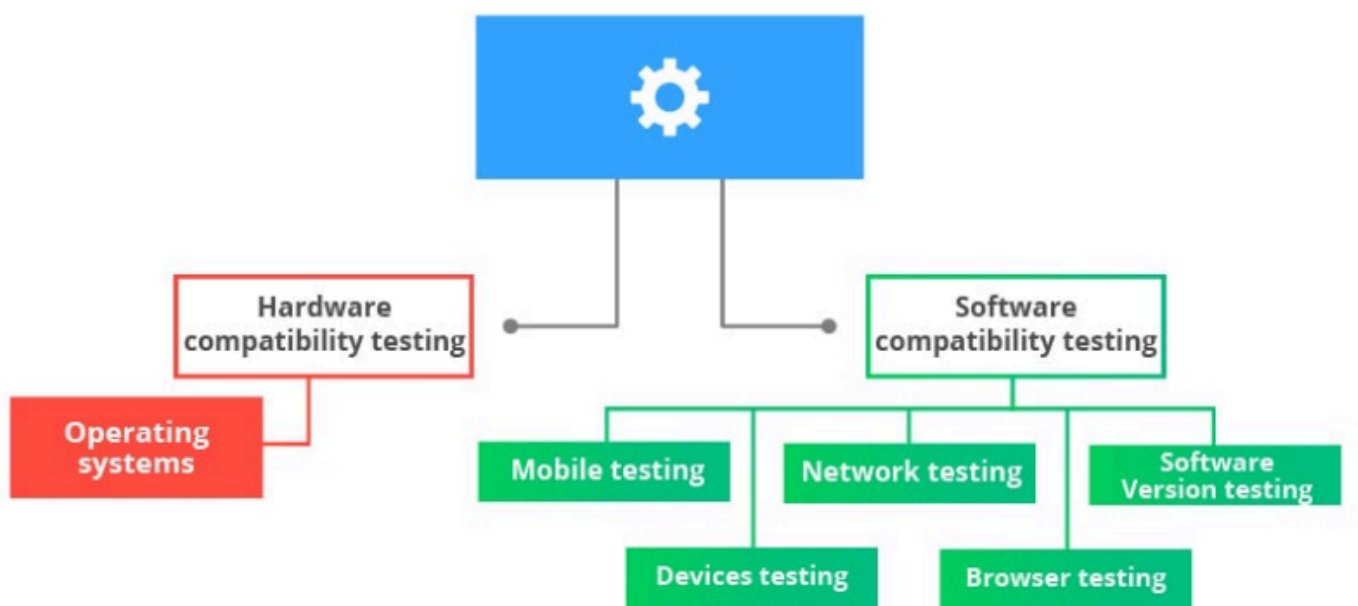 Hardware
compatibility testing
Software
compatibility testing
Operating
systems
Mobile testing
Network testing
Software
Version testing
Devices testing
Browser testing